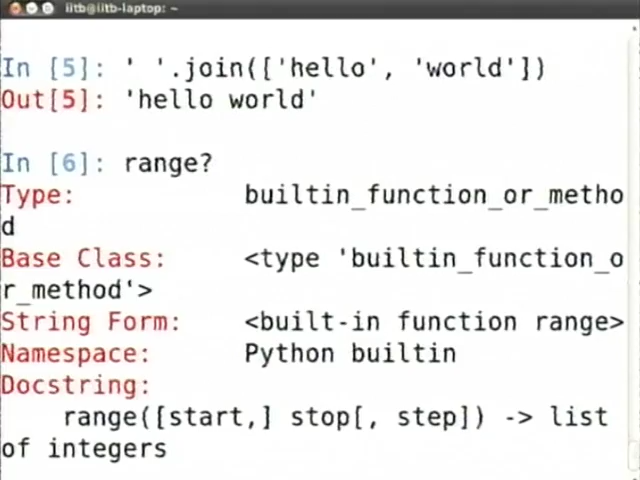 iitb@iitb-laptop: ~
In [5]: ' '.join(['hello', 'world'])
Out[5]: 'hello world'
In [6]: range?
Type: builtin_function_or_metho
d
Base Class: <type 'builtin_function_o
r_method'>
String Form: <built-in function range>
Namespace: Python builtin
Docstring:
range([start,] stop[, step]) -> list
of integers